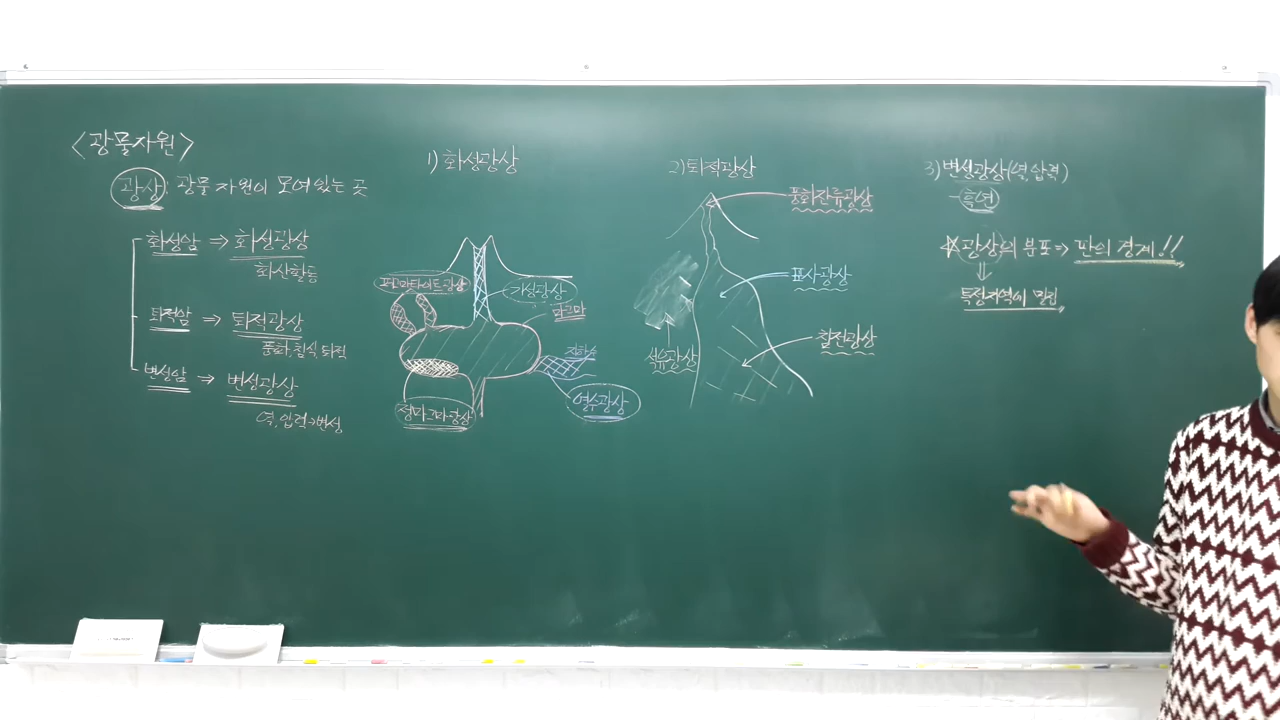 <광물자원>
광상: 광물 자원이 모여 있는 곳
화성암 ⇒ 화성광상
화산활동
퇴적암 ⇒ 퇴적광상
풍화, 침식, 퇴적
변성암 ⇒ 변성광상
열, 압력→변성
1) 화성광상
페그마타이트광상
기성광상
마그마
지하수
정마그마광상
열수광상
2) 퇴적광상
풍화잔류광상
표사광상
침전광상
석유광상
3) 변성광상(열, 압력)
- 흑연
☆광상의 분포⇒ 판의 경계!!
⇓
특정지역에 밀집